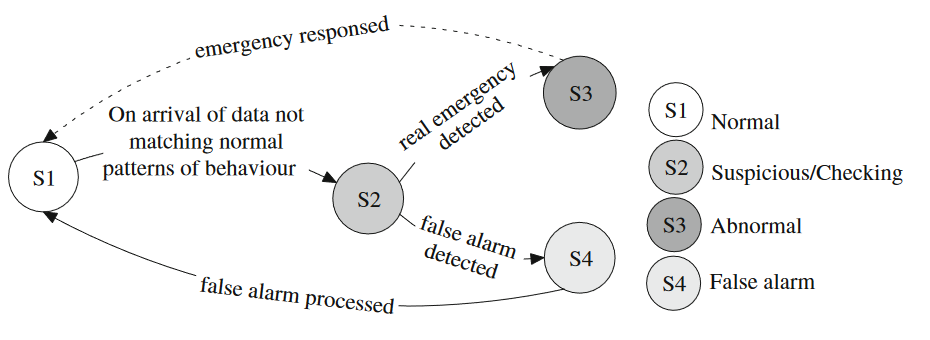 emergency responsed
On arrival of data not
matching normal
patterns of behaviour
real emergency
detected
S1
S2
S3
false alarm
detected
S4
false alarm processed
S1 Normal
S2 Suspicious/Checking
S3 Abnormal
S4 False alarm